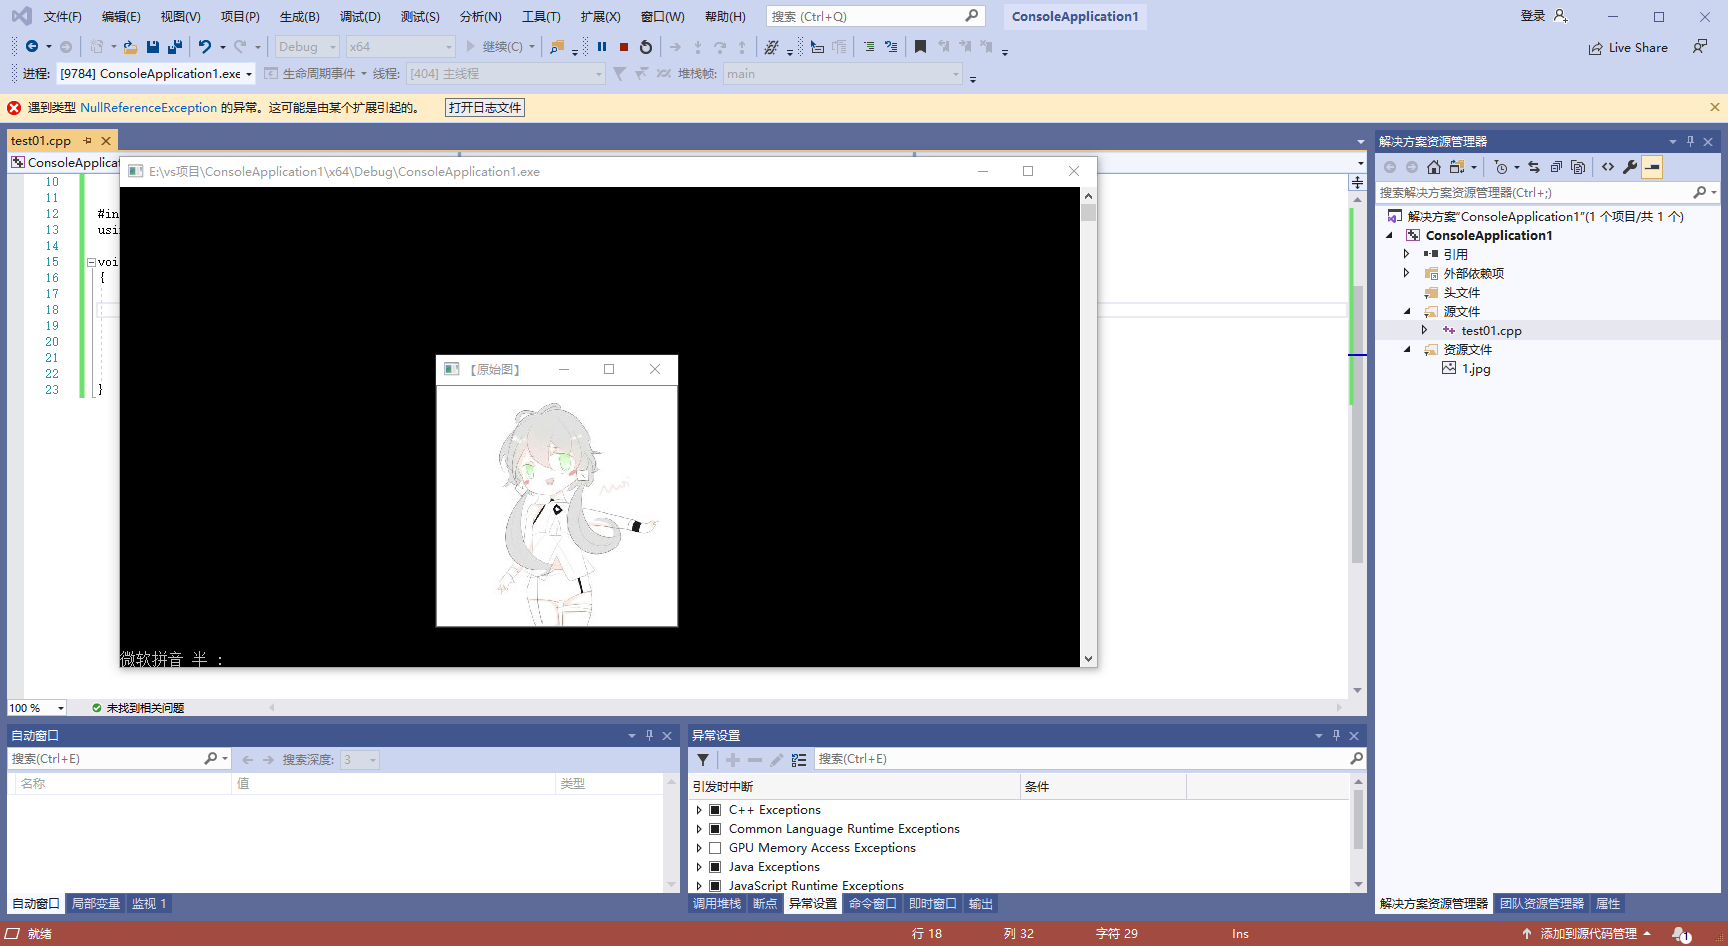 文件(F) 编辑(E) 视图(V) 项目(P) 生成(B) 调试(D) 测试(S) 分析(N) 工具(T) 扩展(X) 窗口(W) 帮助(H) 搜索 (Ctrl+Q) ConsoleApplication1 登录
Debug x64 继续(C) Live Share
进程: [9784] ConsoleApplication1.exe 生命周期事件 线程: [404] 主线程 堆栈帧: main
遇到类型 NullReferenceException 的异常。这可能是由某个扩展引起的。 打开日志文件
test01.cpp
ConsoleApplicat
E:\vs项目\ConsoleApplication1\x64\Debug\ConsoleApplication1.exe
10
11
12 #in
13 usi
14
15 voi
16 {
17
18
19
20
21
22
23 }
【原始图】
微软拼音 半 :
100 % 未找到相关问题
解决方案资源管理器
搜索解决方案资源管理器(Ctrl+;)
解决方案"ConsoleApplication1"(1 个项目/共 1 个)
ConsoleApplication1
引用
外部依赖项
头文件
源文件
test01.cpp
资源文件
1.jpg
自动窗口
搜索(Ctrl+E) 搜索深度: 3
名称 值 类型
自动窗口 局部变量 监视 1
异常设置
搜索(Ctrl+E)
引发时中断 条件
C++ Exceptions
Common Language Runtime Exceptions
GPU Memory Access Exceptions
Java Exceptions
JavaScript Runtime Exceptions
调用堆栈 断点 异常设置 命令窗口 即时窗口 输出
解决方案资源管理器 团队资源管理器 属性
就绪 行 18 列 32 字符 29 Ins 添加到源代码管理 1